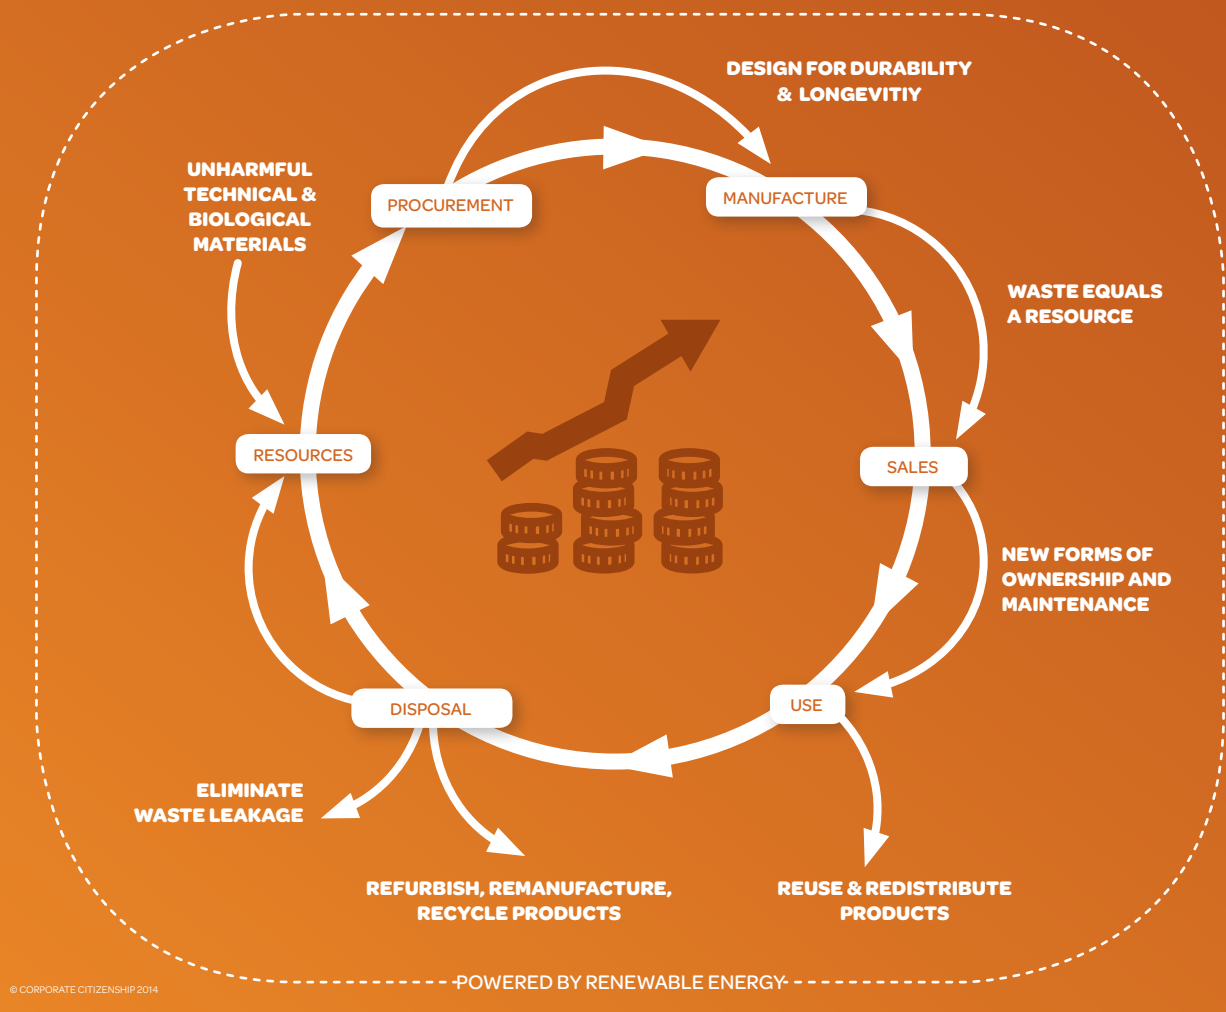 DESIGN FOR DURABILITY
& LONGEVITIY
UNHARMFUL
TECHNICAL &
BIOLOGICAL
MATERIALS
PROCUREMENT
MANUFACTURE
WASTE EQUALS
A RESOURCE
RESOURCES
SALES
NEW FORMS OF
OWNERSHIP AND
MAINTENANCE
DISPOSAL
USE
ELIMINATE
WASTE LEAKAGE
REFURBISH, REMANUFACTURE,
RECYCLE PRODUCTS
REUSE & REDISTRIBUTE
PRODUCTS
POWERED BY RENEWABLE ENERGY
© CORPORATE CITIZENSHIP 2014